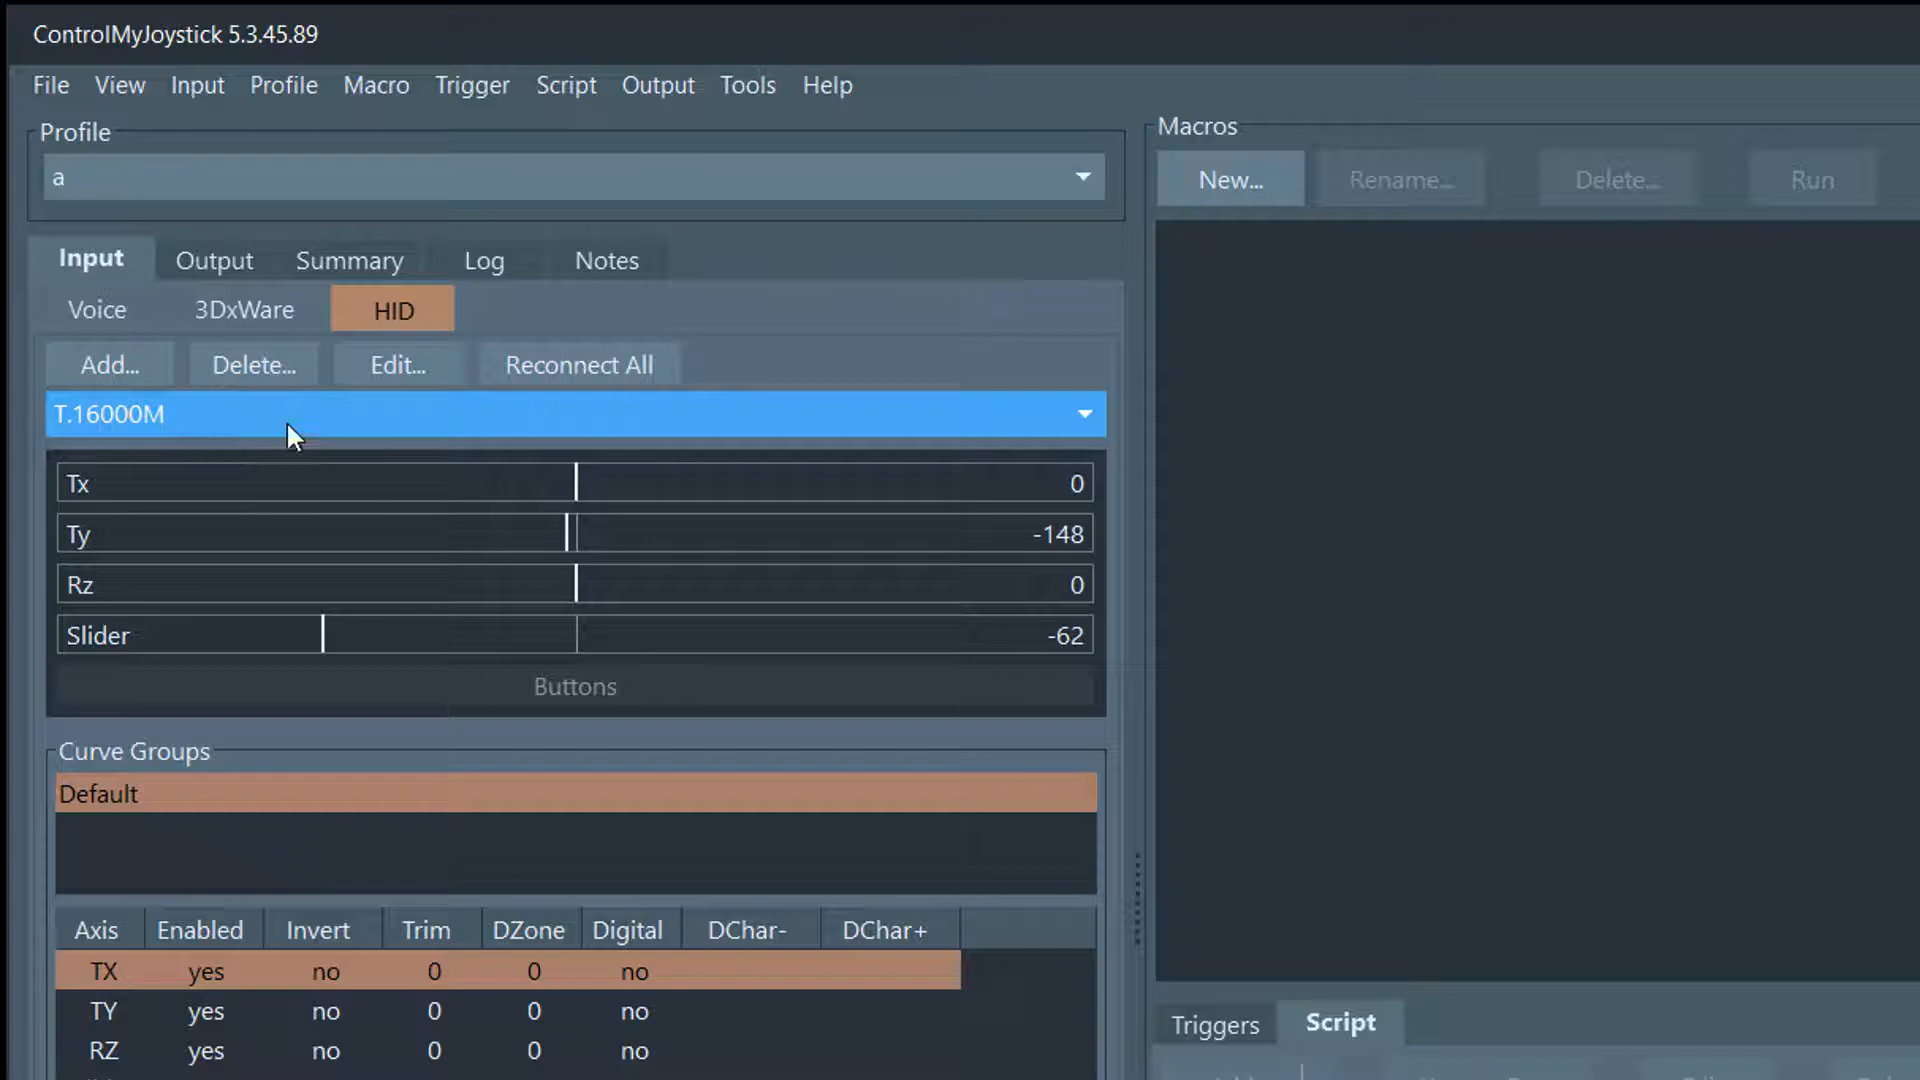 ControlMyJoystick 5.3.45.89
File View Input Profile Macro Trigger Script Output Tools Help
Profile
a
Input Output Summary Log Notes
Voice 3DxWare HID
Add... Delete... Edit... Reconnect All
T.16000M
Tx 0
Ty -148
Rz 0
Slider -62
Buttons
Curve Groups
Default
Axis Enabled Invert Trim DZone Digital DChar- DChar+
TX yes no 0 0 no
TY yes no 0 0 no
RZ yes no 0 0 no
Macros
New... Rename... Delete... Run
Triggers Script